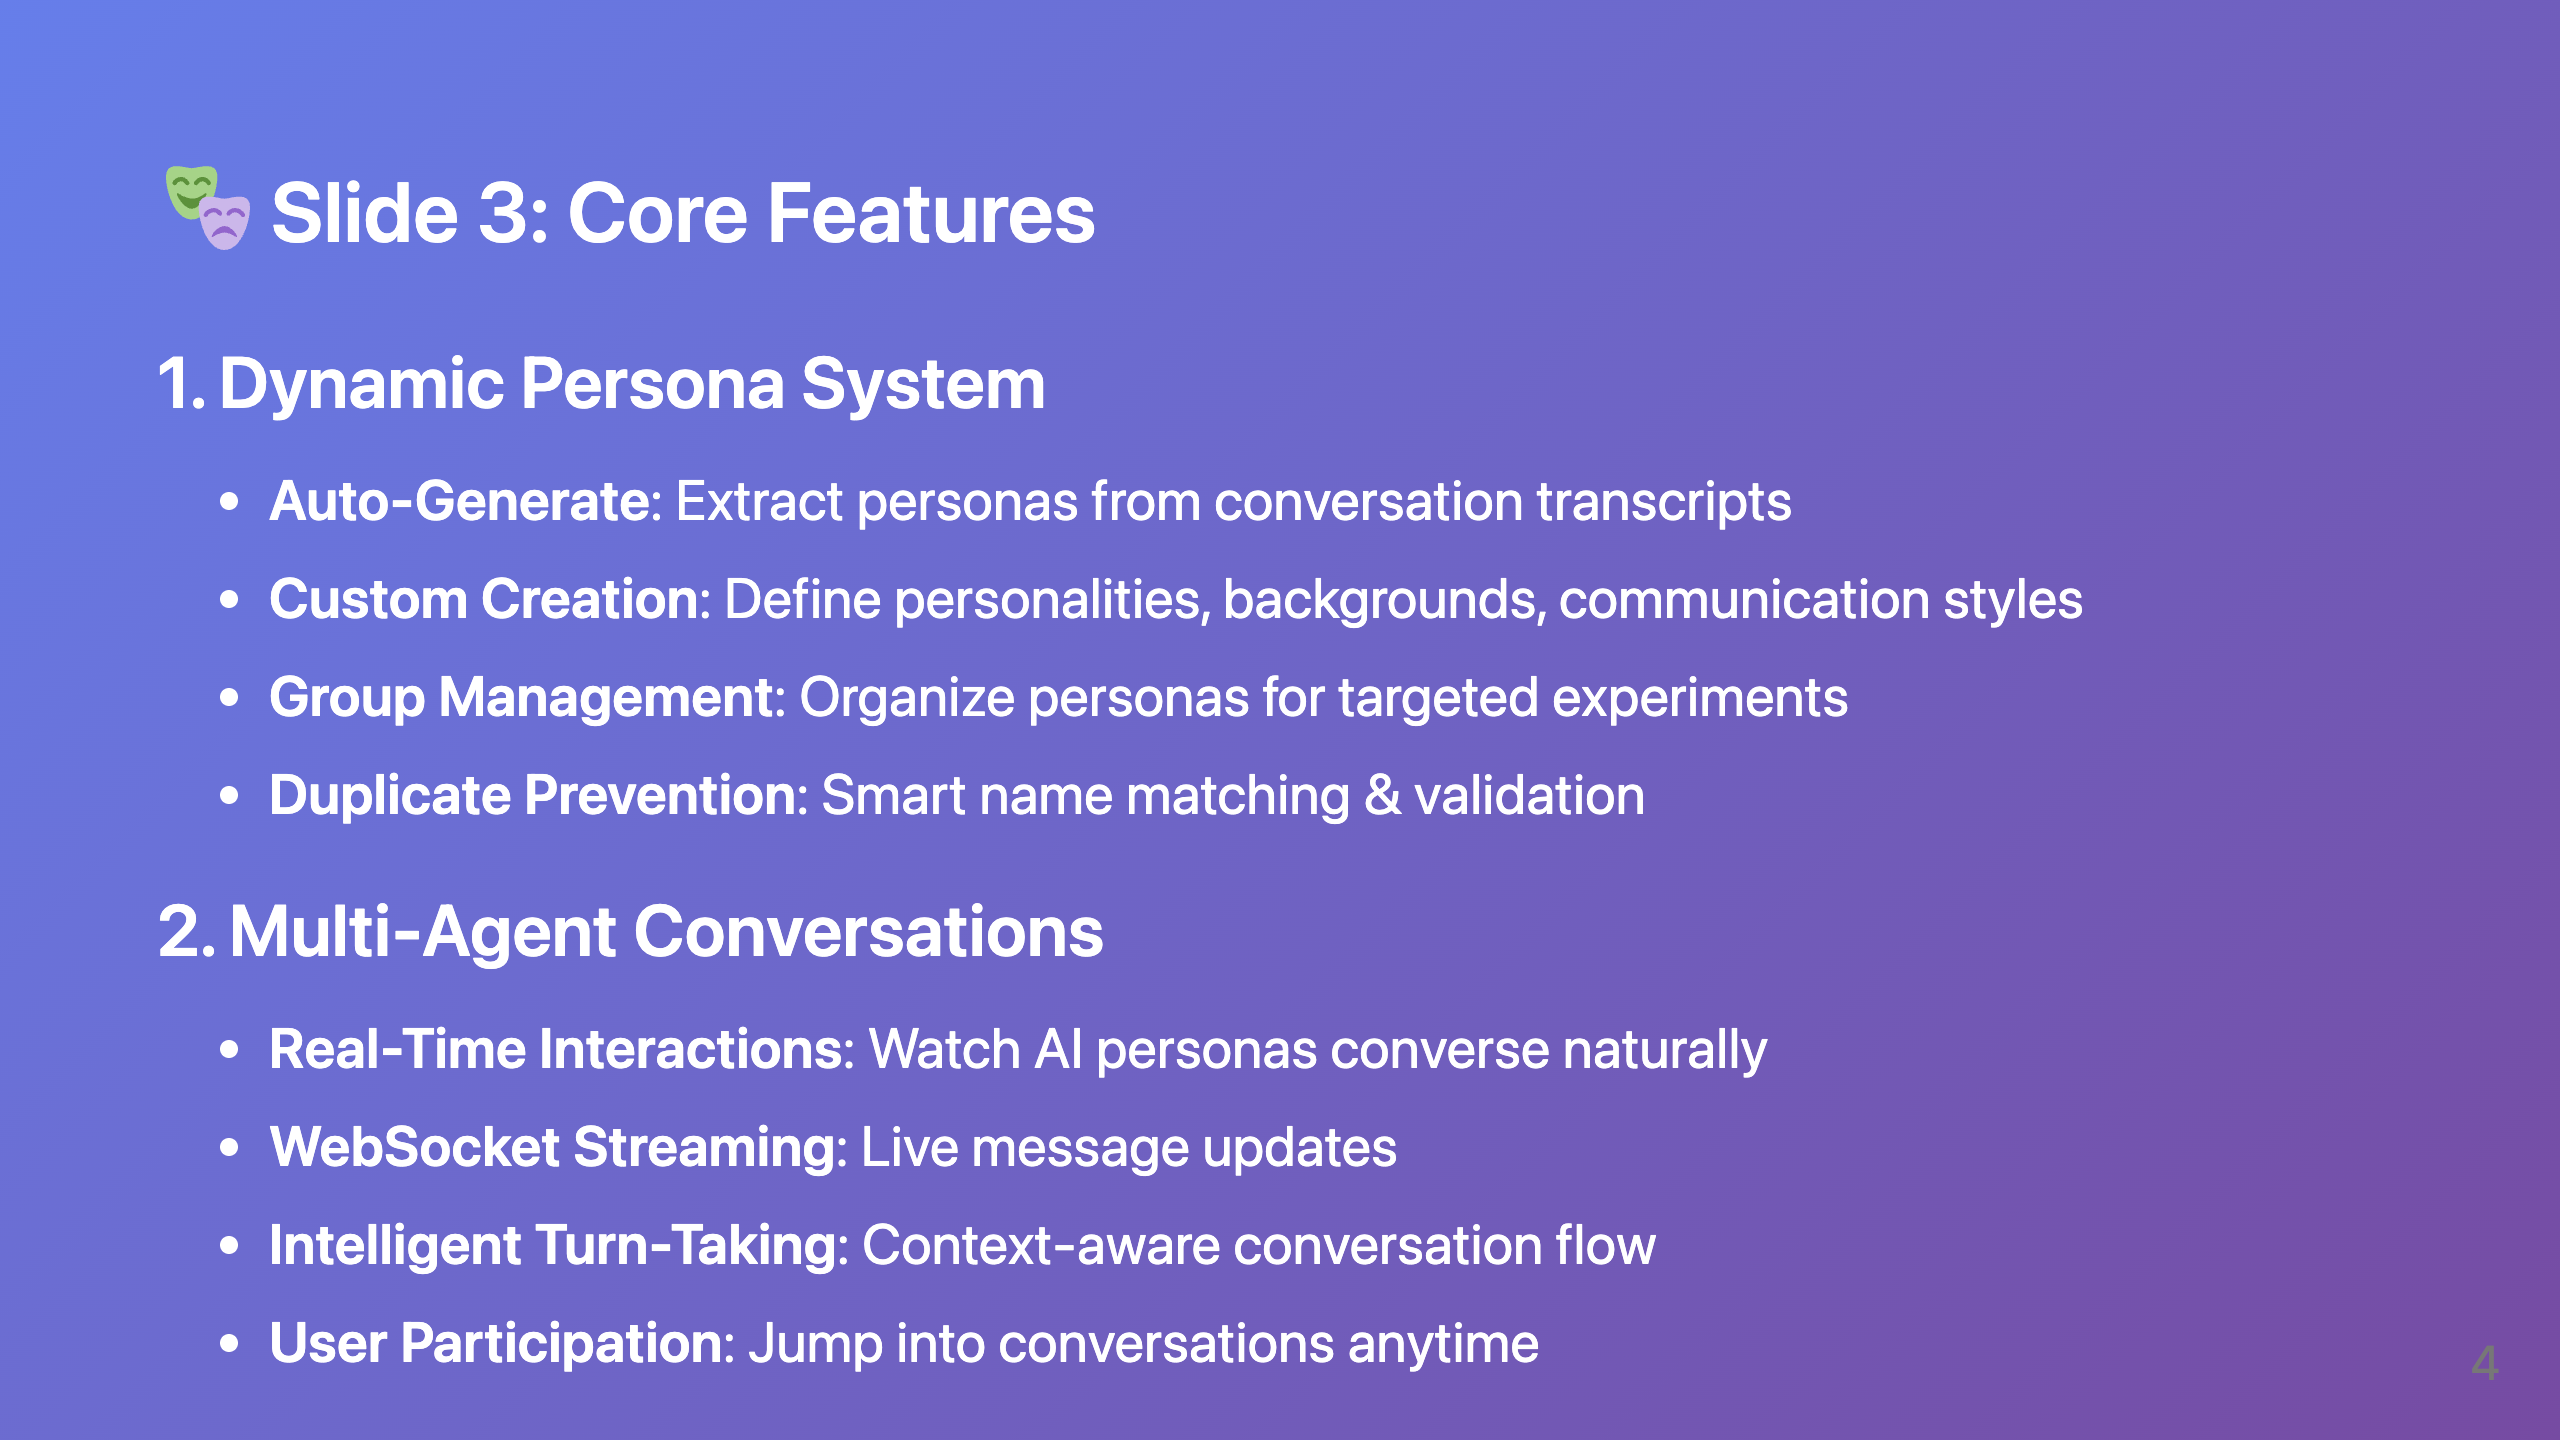 Slide 3: Core Features
1. Dynamic Persona System
• Auto-Generate: Extract personas from conversation transcripts
• Custom Creation: Define personalities, backgrounds, communication styles
• Group Management: Organize personas for targeted experiments
• Duplicate Prevention: Smart name matching & validation
2. Multi-Agent Conversations
• Real-Time Interactions: Watch AI personas converse naturally
• WebSocket Streaming: Live message updates
• Intelligent Turn-Taking: Context-aware conversation flow
• User Participation: Jump into conversations anytime
4